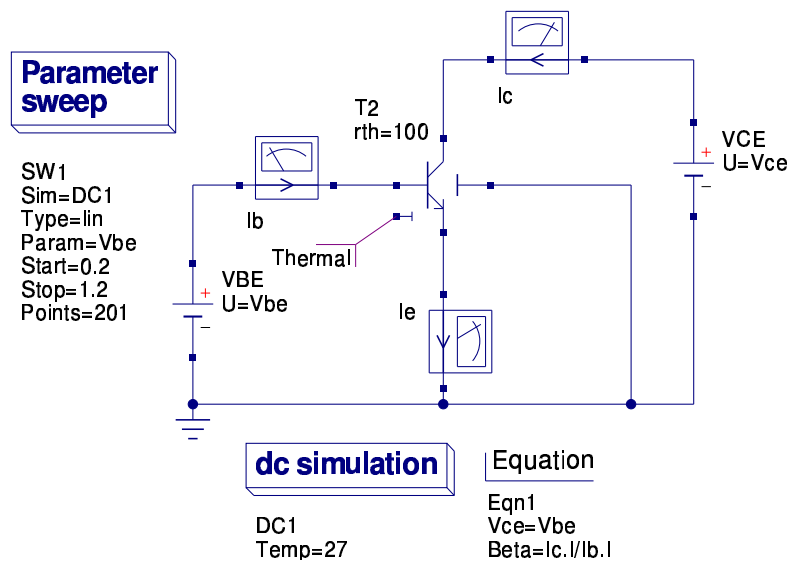 Parameter
sweep
SW1
Sim=DC1
Type=lin
Param=Vbe
Start=0.2
Stop=1.2
Points=201
Ib
VBE
U=Vbe
T2
rth=100
Thermal
Ic
Ie
VCE
U=Vce
dc simulation
DC1
Temp=27
Equation
Eqn1
Vce=Vbe
Beta=Ic.I/Ib.I